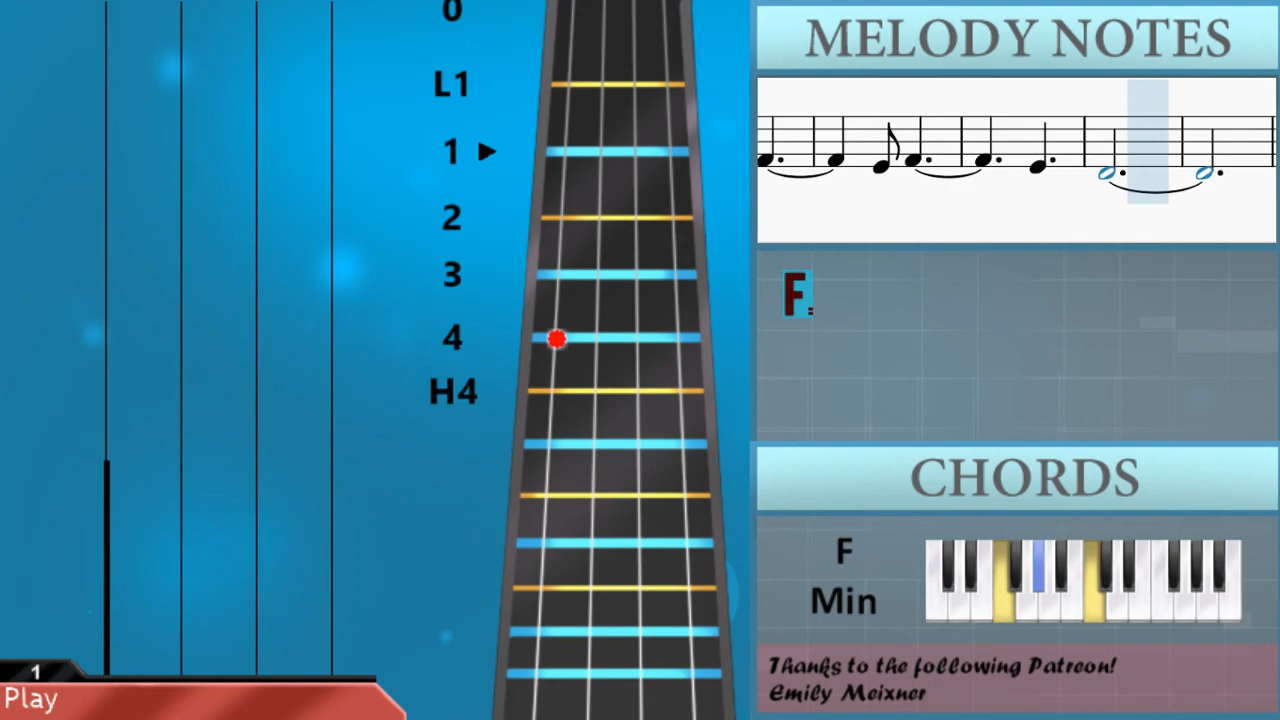 0
L1
1
2
3
4
H4
1
Play
MELODY NOTES
F
CHORDS
F
Min
Thanks to the following Patreon!
Emily Meixner